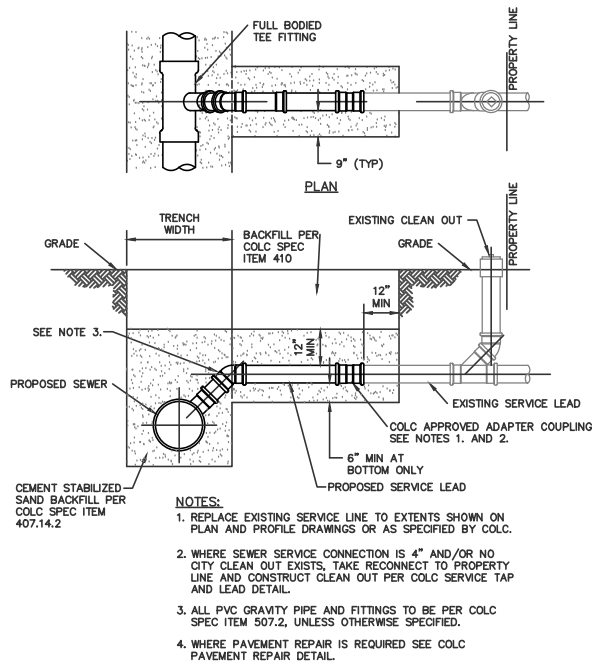 FULL BODIED
TEE FITTING
PROPERTY LINE
9" (TYP)
PLAN
TRENCH
WIDTH
BACKFILL PER
COLC SPEC
ITEM 410
EXISTING CLEAN OUT
PROPERTY LINE
GRADE
GRADE
12"
MIN
12"
MIN
SEE NOTE 3.
PROPOSED SEWER
EXISTING SERVICE LEAD
COLC APPROVED ADAPTER COUPLING
SEE NOTES 1. AND 2.
6" MIN AT
BOTTOM ONLY
PROPOSED SERVICE LEAD
CEMENT STABILIZED
SAND BACKFILL PER
COLC SPEC ITEM
407.14.2
NOTES:
1. REPLACE EXISTING SERVICE LINE TO EXTENTS SHOWN ON
PLAN AND PROFILE DRAWINGS OR AS SPECIFIED BY COLC.
2. WHERE SEWER SERVICE CONNECTION IS 4" AND/OR NO
CITY CLEAN OUT EXISTS, TAKE RECONNECT TO PROPERTY
LINE AND CONSTRUCT CLEAN OUT PER COLC SERVICE TAP
AND LEAD DETAIL.
3. ALL PVC GRAVITY PIPE AND FITTINGS TO BE PER COLC
SPEC ITEM 507.2, UNLESS OTHERWISE SPECIFIED.
4. WHERE PAVEMENT REPAIR IS REQUIRED SEE COLC
PAVEMENT REPAIR DETAIL.